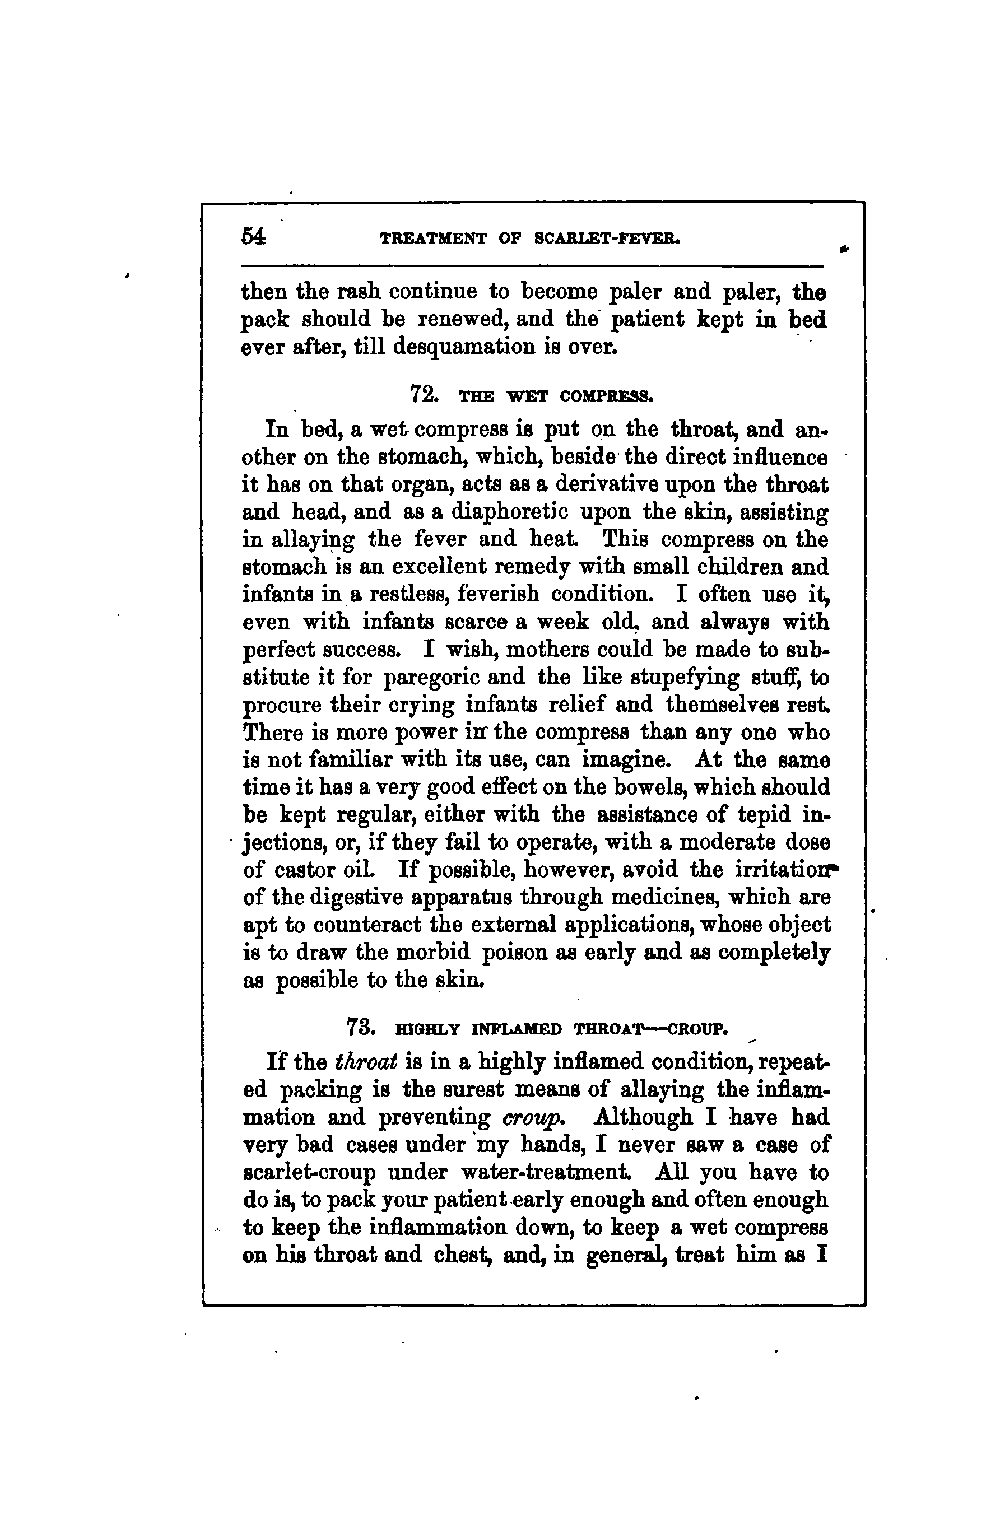 54 TREATMENT OF SCARLET-FEVER.
then the rash continue to become paler and paler, the
pack should be renewed, and the patient kept in bed
ever after, till desquamation is over.
72. THE WET COMPRESS.
In bed, a wet compress is put on the throat, and an-
other on the stomach, which, beside the direct influence
it has on that organ, acts as a derivative upon the throat
and head, and as a diaphoretic upon the skin, assisting
in allaying the fever and heat. This compress on the
stomach is an excellent remedy with small children and
infants in a restless, feverish condition. I often use it,
even with infants scarce a week old, and always with
perfect success. I wish, mothers could be made to sub-
stitute it for paregoric and the like stupefying stuff, to
procure their crying infants relief and themselves rest.
There is more power in the compress than any one who
is not familiar with its use, can imagine. At the same
time it has a very good effect on the bowels, which should
be kept regular, either with the assistance of tepid in-
jections, or, if they fail to operate, with a moderate dose
of castor oil. If possible, however, avoid the irritation
of the digestive apparatus through medicines, which are
apt to counteract the external applications, whose object
is to draw the morbid poison as early and as completely
as possible to the skin.
73. HIGHLY INFLAMED THROAT—CROUP.
If the throat is in a highly inflamed condition, repeat-
ed packing is the surest means of allaying the inflam-
mation and preventing croup. Although I have had
very bad cases under my hands, I never saw a case of
scarlet-croup under water-treatment. All you have to
do is, to pack your patient early enough and often enough
to keep the inflammation down, to keep a wet compress
on his throat and chest, and, in general, treat him as I